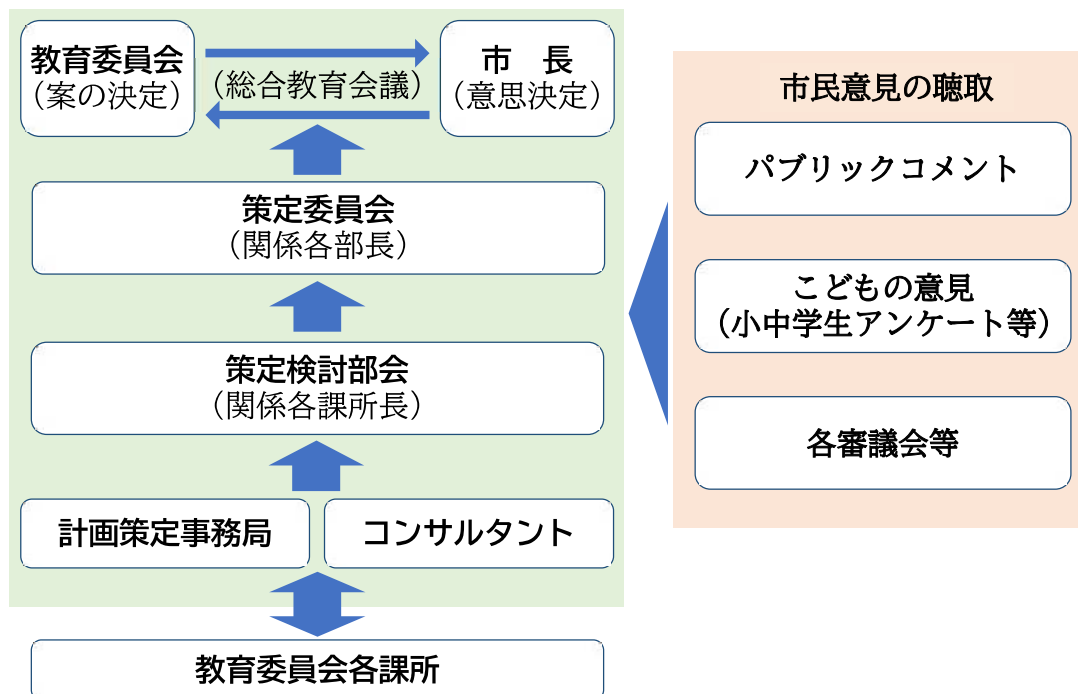 教育委員会
（案の決定）
（総合教育会議）
市　長
（意思決定）
策定委員会
（関係各部長）
策定検討部会
（関係各課所長）
計画策定事務局
コンサルタント
教育委員会各課所
市民意見の聴取
パブリックコメント
こどもの意見
（小中学生アンケート等）
各審議会等